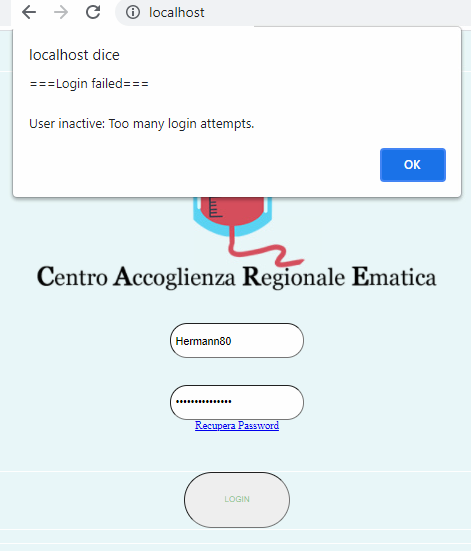 localhost
localhost dice
===Login failed===
User inactive: Too many login attempts.
OK
Centro Accoglienza Regionale Ematica
Hermann80
•••••••••••••••
Recupera Password
LOGIN